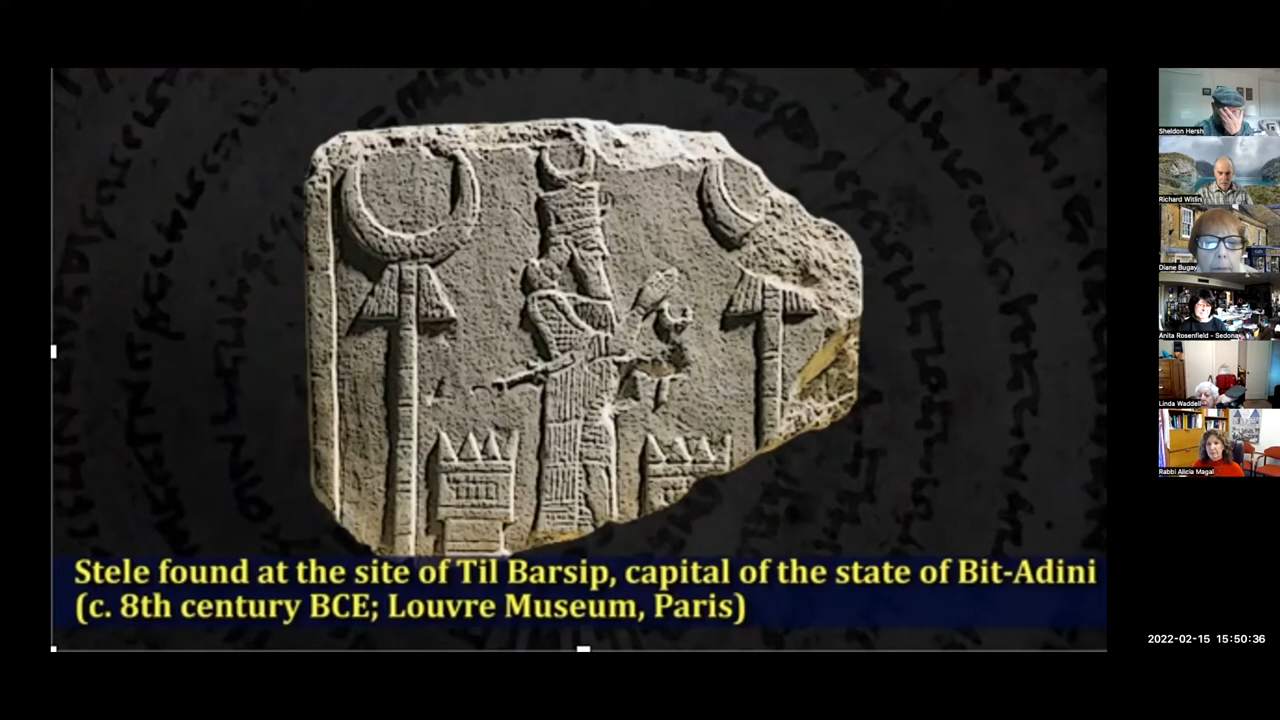 Stele found at the site of Til Barsip, capital of the state of Bit-Adini
(c. 8th century BCE; Louvre Museum, Paris)
Sheldon Hersh
Richard Witlin
Diane Bugay
Anita Rosenfield - Sedona
Linda Waddell
Rabbi Alicia Magal
2022-02-15 15:50:36